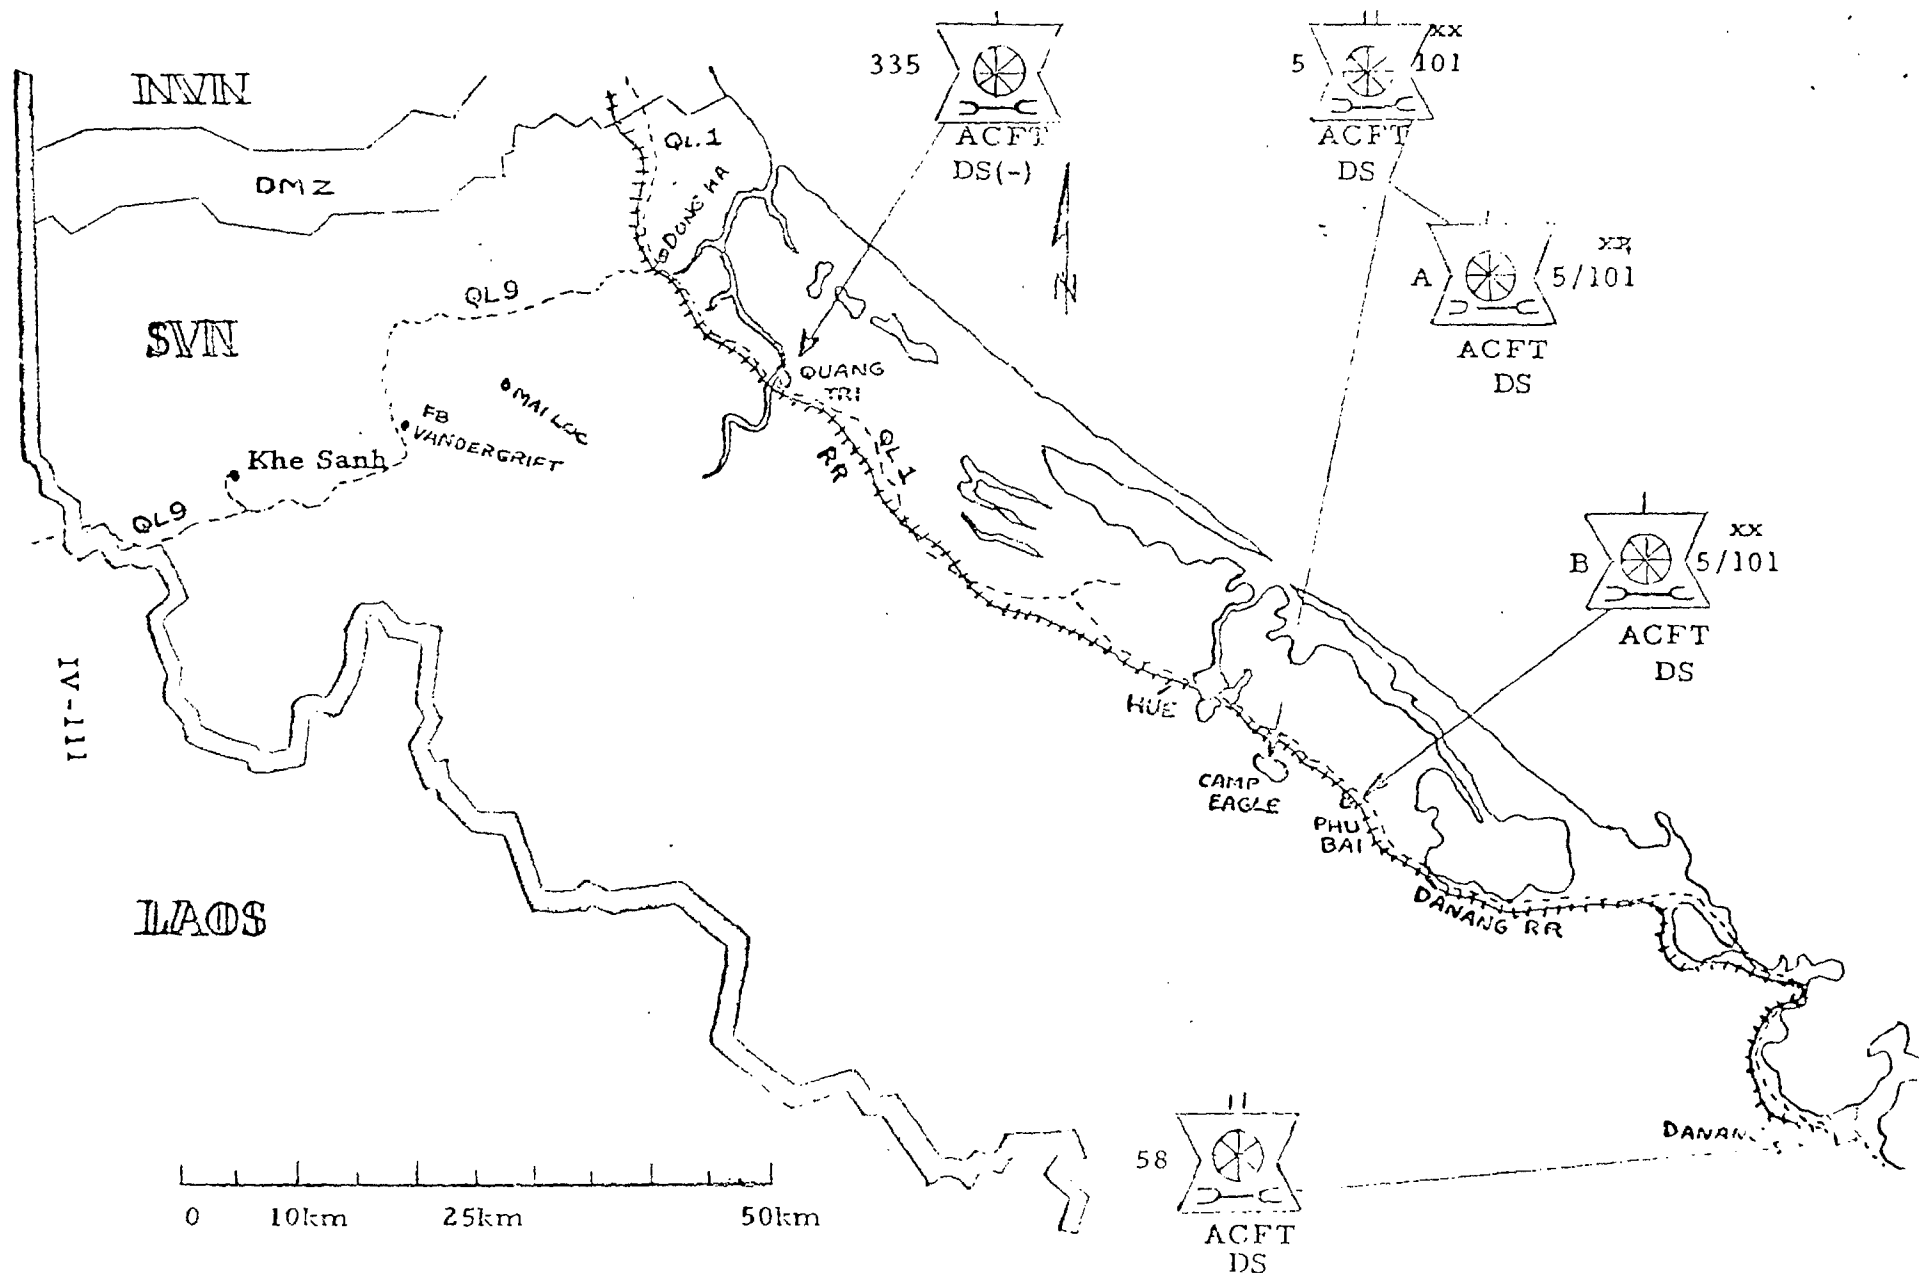 NVN
335
ACFT
DS(-)
5
xx
101
ACFT
DS
QL.1
DMZ
DONG HA
N
A
5/101
ACFT
DS
QL9
SVN
QUANG
TRI
MAI LOC
FB
VANDERGRIFT
Khe Sanh
QL 1
RR
QL9
B
xx
5/101
ACFT
DS
IV-III
HUE
CAMP
EAGLE
PHU
BAI
LAOS
DANANG RR
DANAN
58
ACFT
DS
0 10km 25km 50km